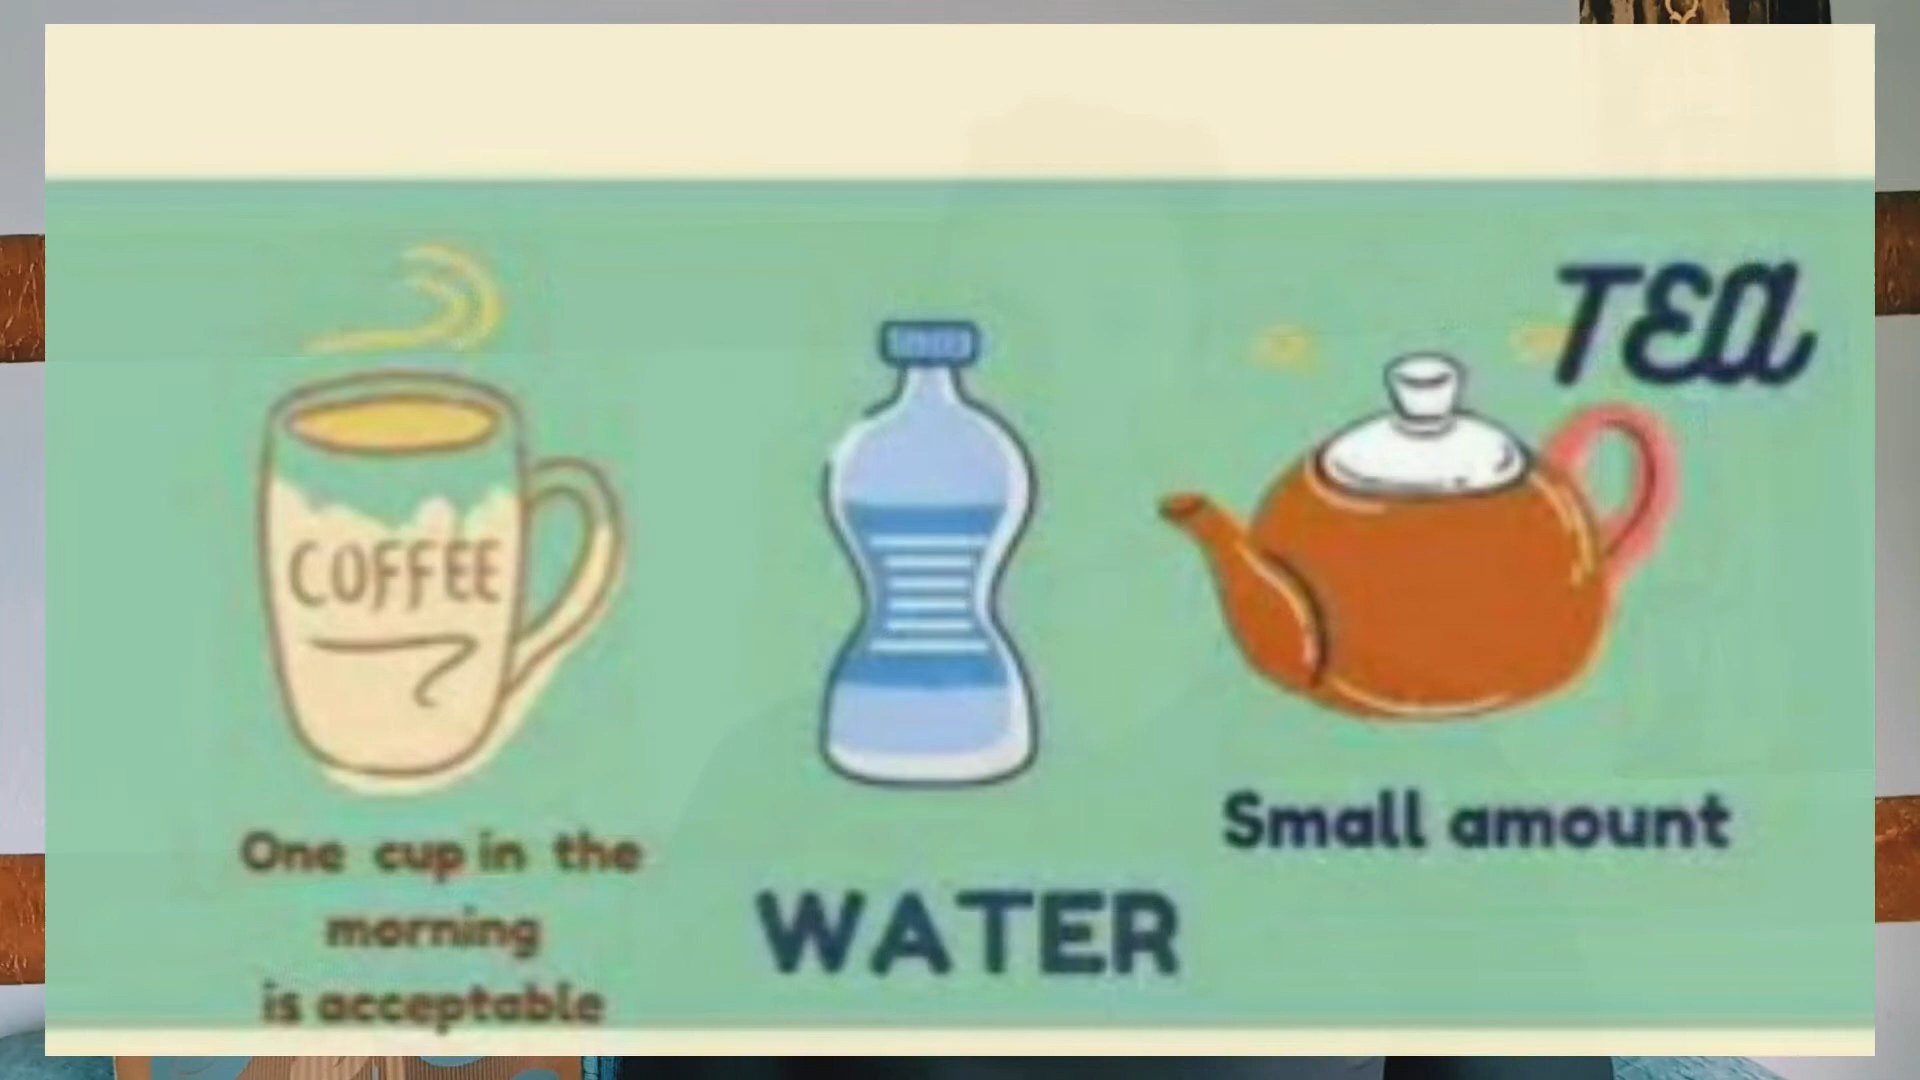 COFFEE
One cup in the
morning
is acceptable
WATER
TEA
Small amount